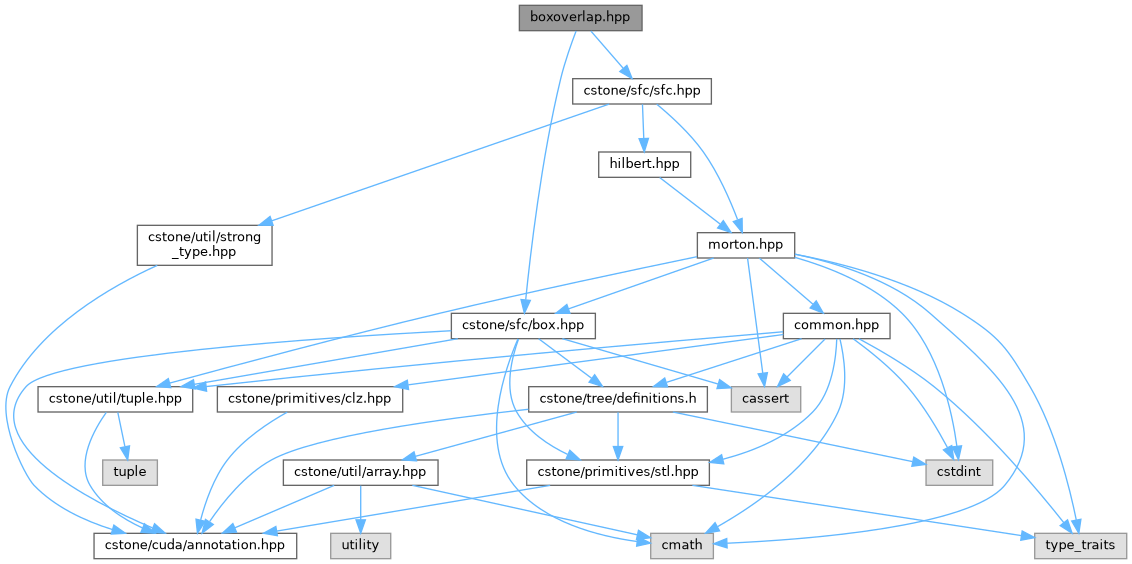 boxoverlap.hpp
cstone/sfc/sfc.hpp
hilbert.hpp
cstone/util/strong
_type.hpp
morton.hpp
cstone/sfc/box.hpp
common.hpp
cstone/util/tuple.hpp
cstone/primitives/clz.hpp
cstone/tree/definitions.h
cassert
tuple
cstone/util/array.hpp
cstone/primitives/stl.hpp
cstdint
cstone/cuda/annotation.hpp
utility
cmath
type_traits